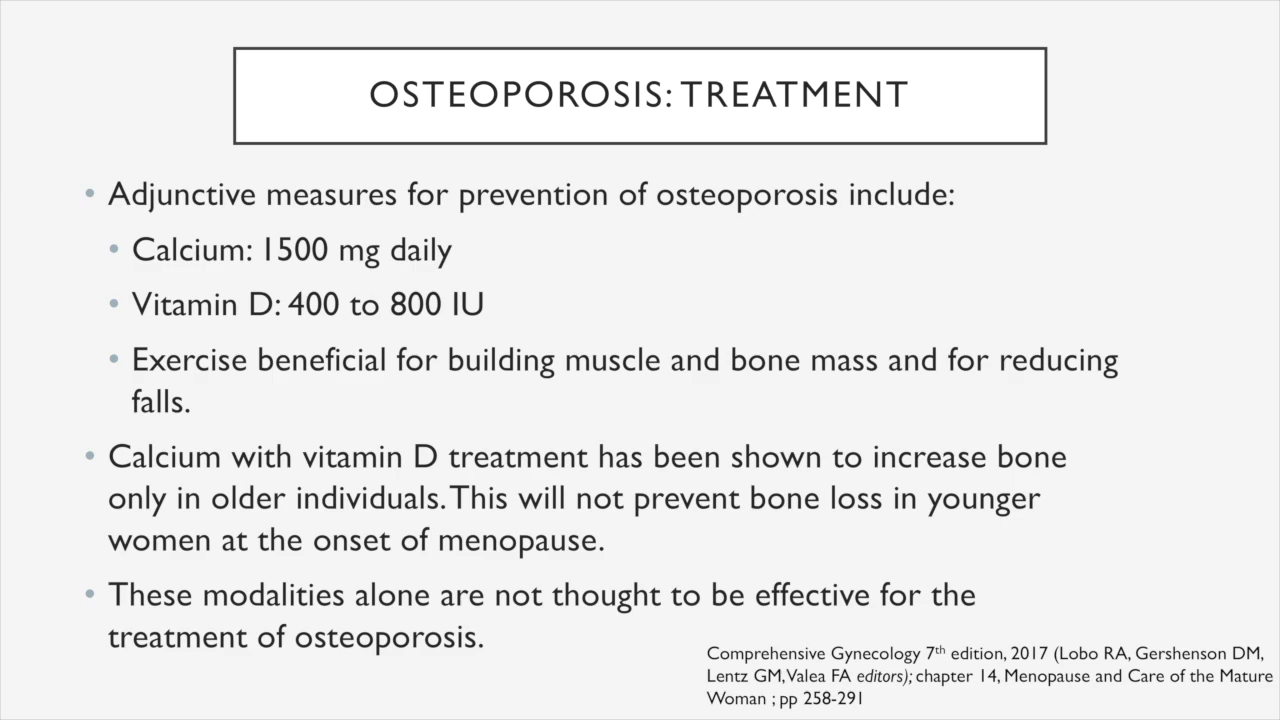 OSTEOPOROSIS: TREATMENT
• Adjunctive measures for prevention of osteoporosis include:
• Calcium: 1500 mg daily
• Vitamin D: 400 to 800 IU
• Exercise beneficial for building muscle and bone mass and for reducing
falls.
• Calcium with vitamin D treatment has been shown to increase bone
only in older individuals. This will not prevent bone loss in younger
women at the onset of menopause.
• These modalities alone are not thought to be effective for the
treatment of osteoporosis.
Comprehensive Gynecology 7th edition, 2017 (Lobo RA, Gershenson DM,
Lentz GM, Valea FA editors); chapter 14, Menopause and Care of the Mature
Woman ; pp 258-291